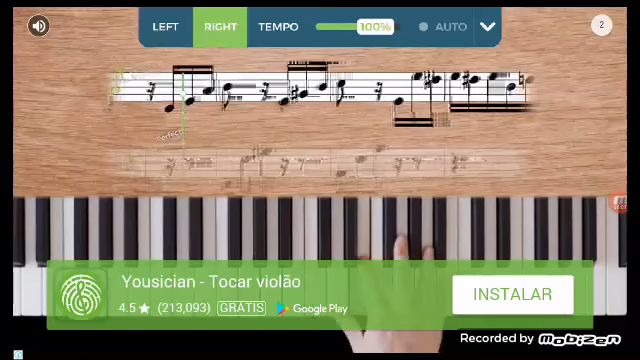 LEFT RIGHT TEMPO 100% AUTO
2
perfect
Yousician - Tocar violão
4.5 ★ (213,093) GRÁTIS Google Play
INSTALAR
Recorded by Mobizen